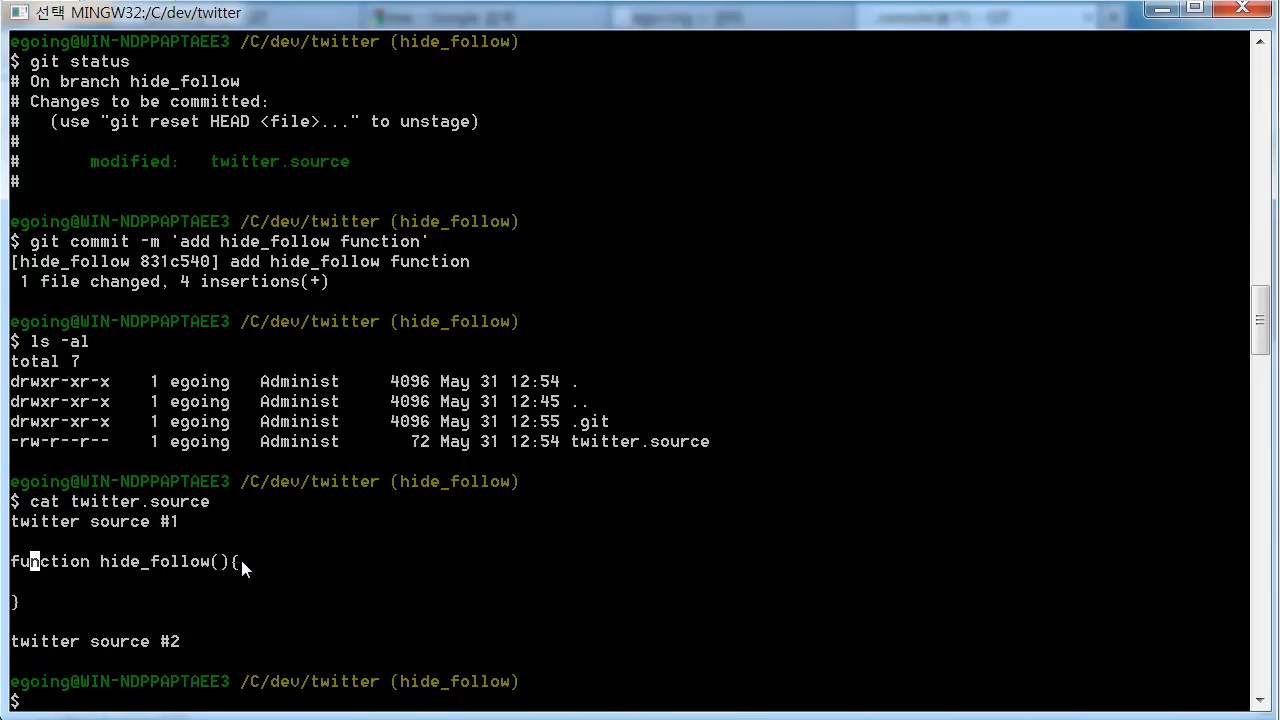 선택 MINGW32:/C/dev/twitter
egoing@WIN-NDPPAPTAEE3 /C/dev/twitter (hide_follow)
$ git status
# On branch hide_follow
# Changes to be committed:
#   (use "git reset HEAD <file>..." to unstage)
#
#       modified:   twitter.source
#
egoing@WIN-NDPPAPTAEE3 /C/dev/twitter (hide_follow)
$ git commit -m 'add hide_follow function'
[hide_follow 831c540] add hide_follow function
 1 file changed, 4 insertions(+)
egoing@WIN-NDPPAPTAEE3 /C/dev/twitter (hide_follow)
$ ls -al
total 7
drwxr-xr-x    1 egoing   Administ     4096 May 31 12:54 .
drwxr-xr-x    1 egoing   Administ     4096 May 31 12:45 ..
drwxr-xr-x    1 egoing   Administ     4096 May 31 12:55 .git
-rw-r--r--    1 egoing   Administ       72 May 31 12:54 twitter.source
egoing@WIN-NDPPAPTAEE3 /C/dev/twitter (hide_follow)
$ cat twitter.source
twitter source #1
function hide_follow(){
}
twitter source #2
egoing@WIN-NDPPAPTAEE3 /C/dev/twitter (hide_follow)
$